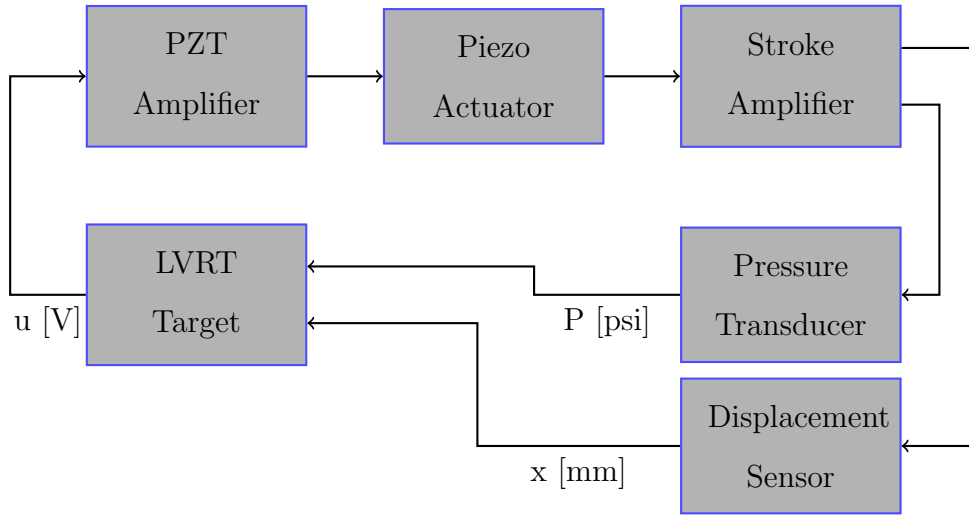 PZT
Amplifier
Piezo
Actuator
Stroke
Amplifier
LVRT
Target
Pressure
Transducer
u [V]
P [psi]
Displacement
Sensor
x [mm]